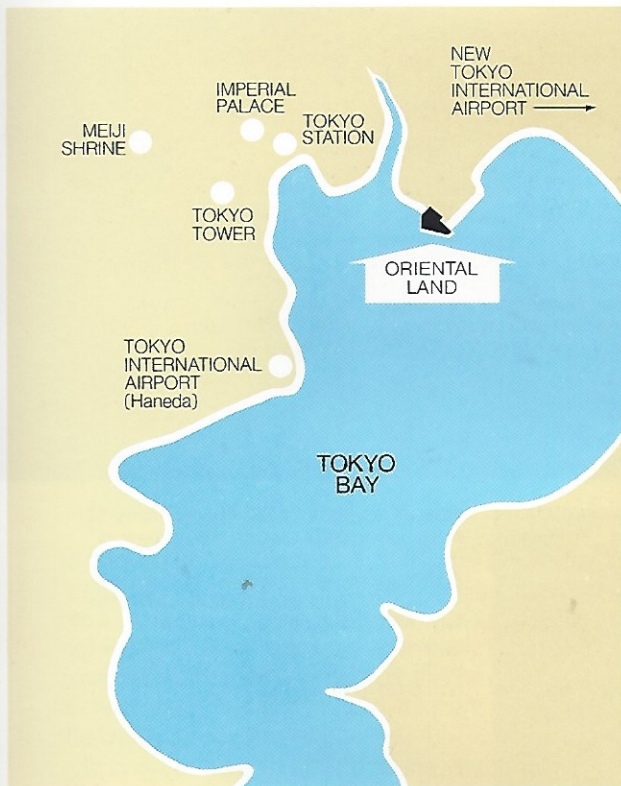 NEW
TOKYO
INTERNATIONAL
AIRPORT
IMPERIAL
PALACE
TOKYO
STATION
MEIJI
SHRINE
TOKYO
TOWER
ORIENTAL
LAND
TOKYO
INTERNATIONAL
AIRPORT
(Haneda)
TOKYO
BAY